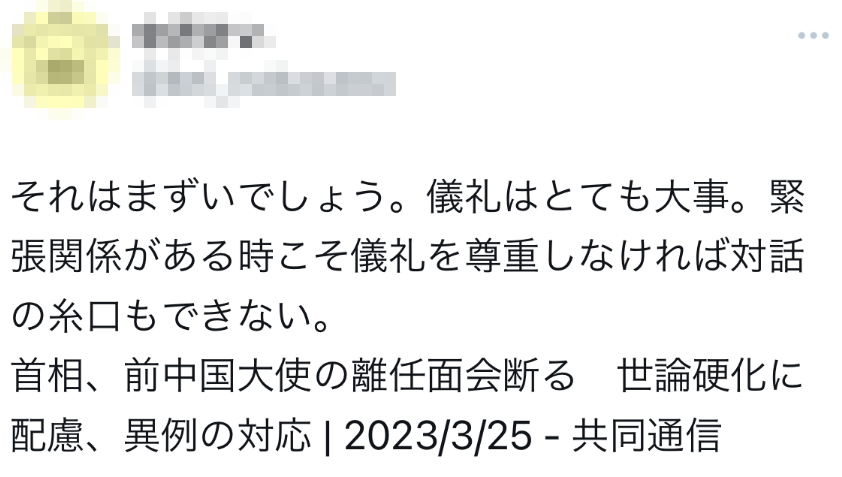 それはまずいでしょう。儀礼はとても大事。緊
張関係がある時こそ儀礼を尊重しなければ対話
の糸口もできない。
首相、前中国大使の離任面会断る　世論硬化に
配慮、異例の対応 | 2023/3/25 - 共同通信